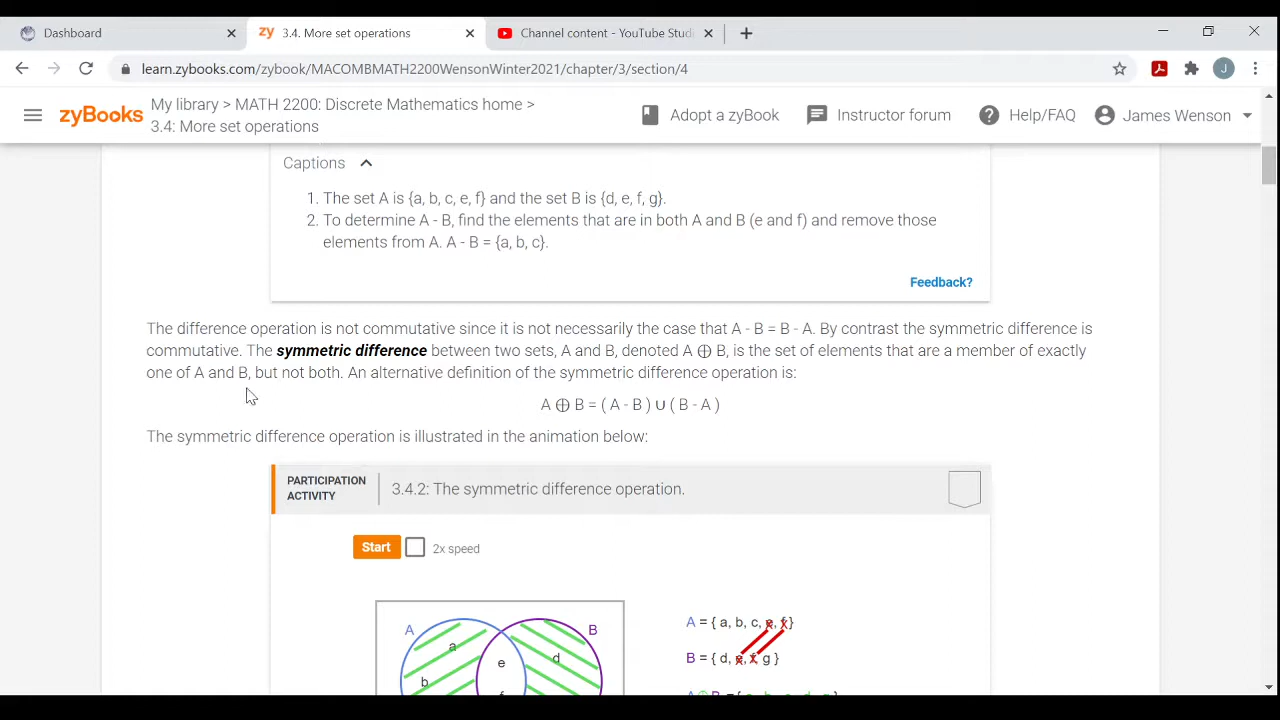 Dashboard
zy 3.4. More set operations
Channel content - YouTube Studi
learn.zybooks.com/zybook/MACOMBMATH2200WensonWinter2021/chapter/3/section/4
J
zyBooks
My library > MATH 2200: Discrete Mathematics home >
3.4: More set operations
Adopt a zyBook
Instructor forum
Help/FAQ
James Wenson
Captions
1. The set A is {a, b, c, e, f} and the set B is {d, e, f, g}.
2. To determine A - B, find the elements that are in both A and B (e and f) and remove those
elements from A. A - B = {a, b, c}.
Feedback?
The difference operation is not commutative since it is not necessarily the case that A - B = B - A. By contrast the symmetric difference is
commutative. The symmetric difference between two sets, A and B, denoted A ⊕ B, is the set of elements that are a member of exactly
one of A and B, but not both. An alternative definition of the symmetric difference operation is:
A ⊕ B = ( A - B ) ∪ ( B - A )
The symmetric difference operation is illustrated in the animation below:
PARTICIPATION
ACTIVITY
3.4.2: The symmetric difference operation.
Start
2x speed
A
B
a
e
d
b
A = { a, b, c, e, f }
B = { d, e, f, g }